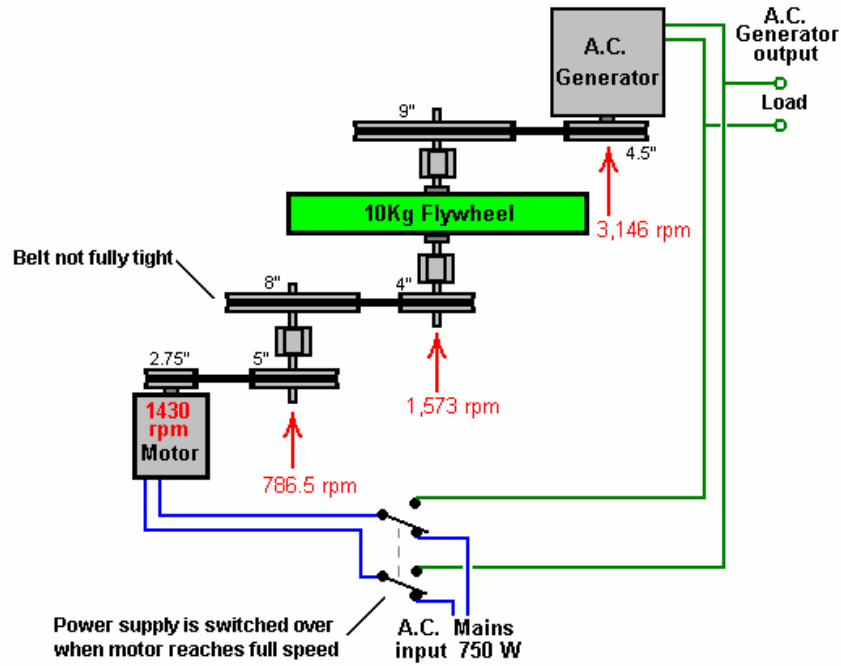 A.C.
Generator
output
A.C.
Generator
Load
9"
4.5"
10Kg Flywheel
3,146 rpm
Belt not fully tight
8"
4"
2.75"
5"
1,573 rpm
1430
rpm
Motor
786.5 rpm
Power supply is switched over
when motor reaches full speed
A.C. Mains
input 750 W